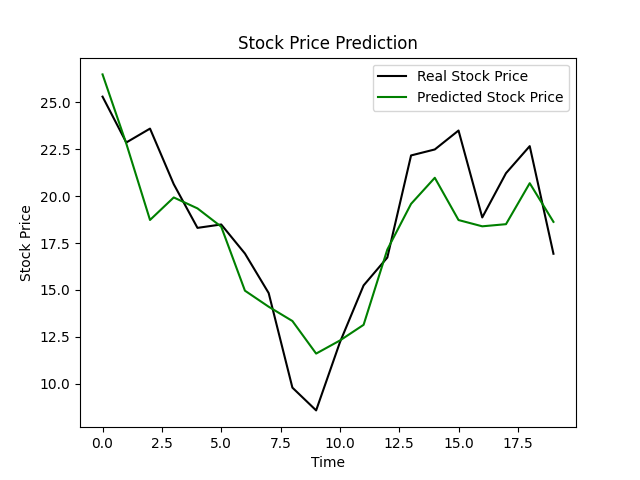 Stock Price Prediction
Real Stock Price
Predicted Stock Price
Stock Price
25.0
22.5
20.0
17.5
15.0
12.5
10.0
0.0 2.5 5.0 7.5 10.0 12.5 15.0 17.5
Time